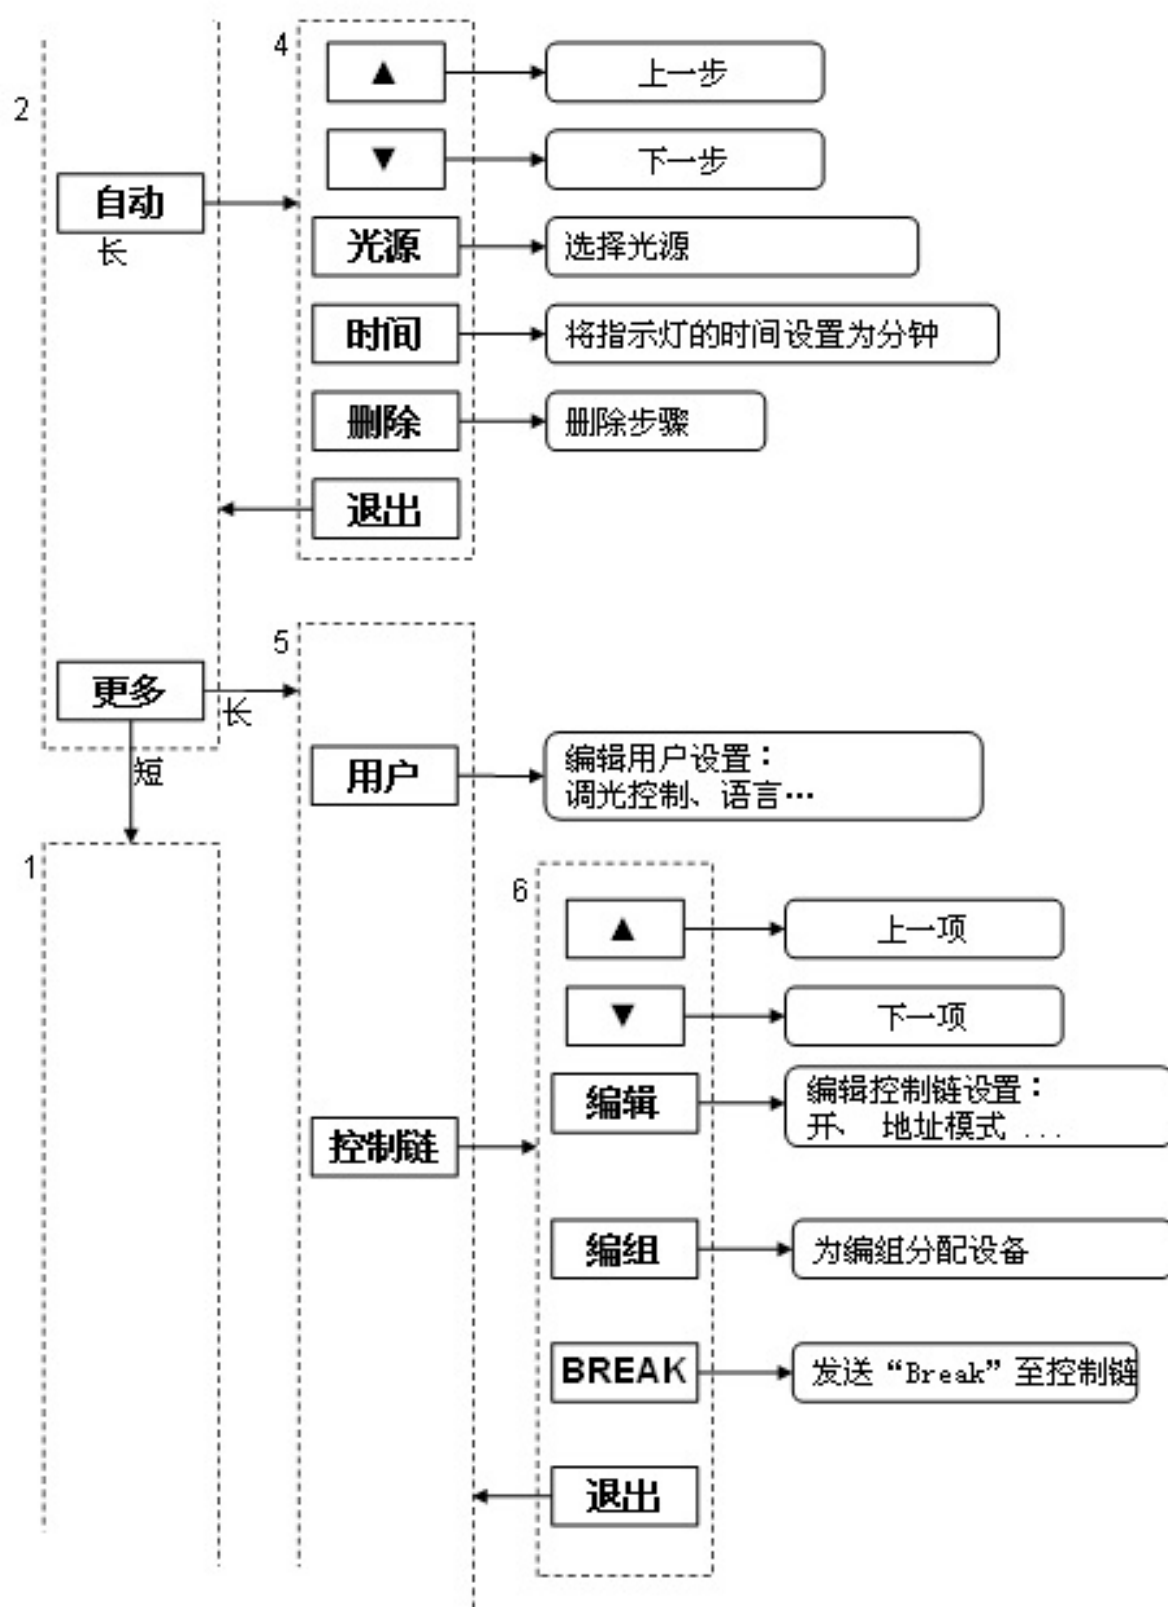 4
▲
上一步
2
▼
下一步
自动
长
光源
选择光源
时间
将指示灯的时间设置为分钟
删除
删除步骤
退出
5
更多
长
短
用户
编辑用户设置：
调光控制、语言…
1
6
▲
上一项
▼
下一项
编辑
编辑控制链设置：
开、 地址模式 ...
控制链
编组
为编组分配设备
BREAK
发送“Break”至控制链
退出